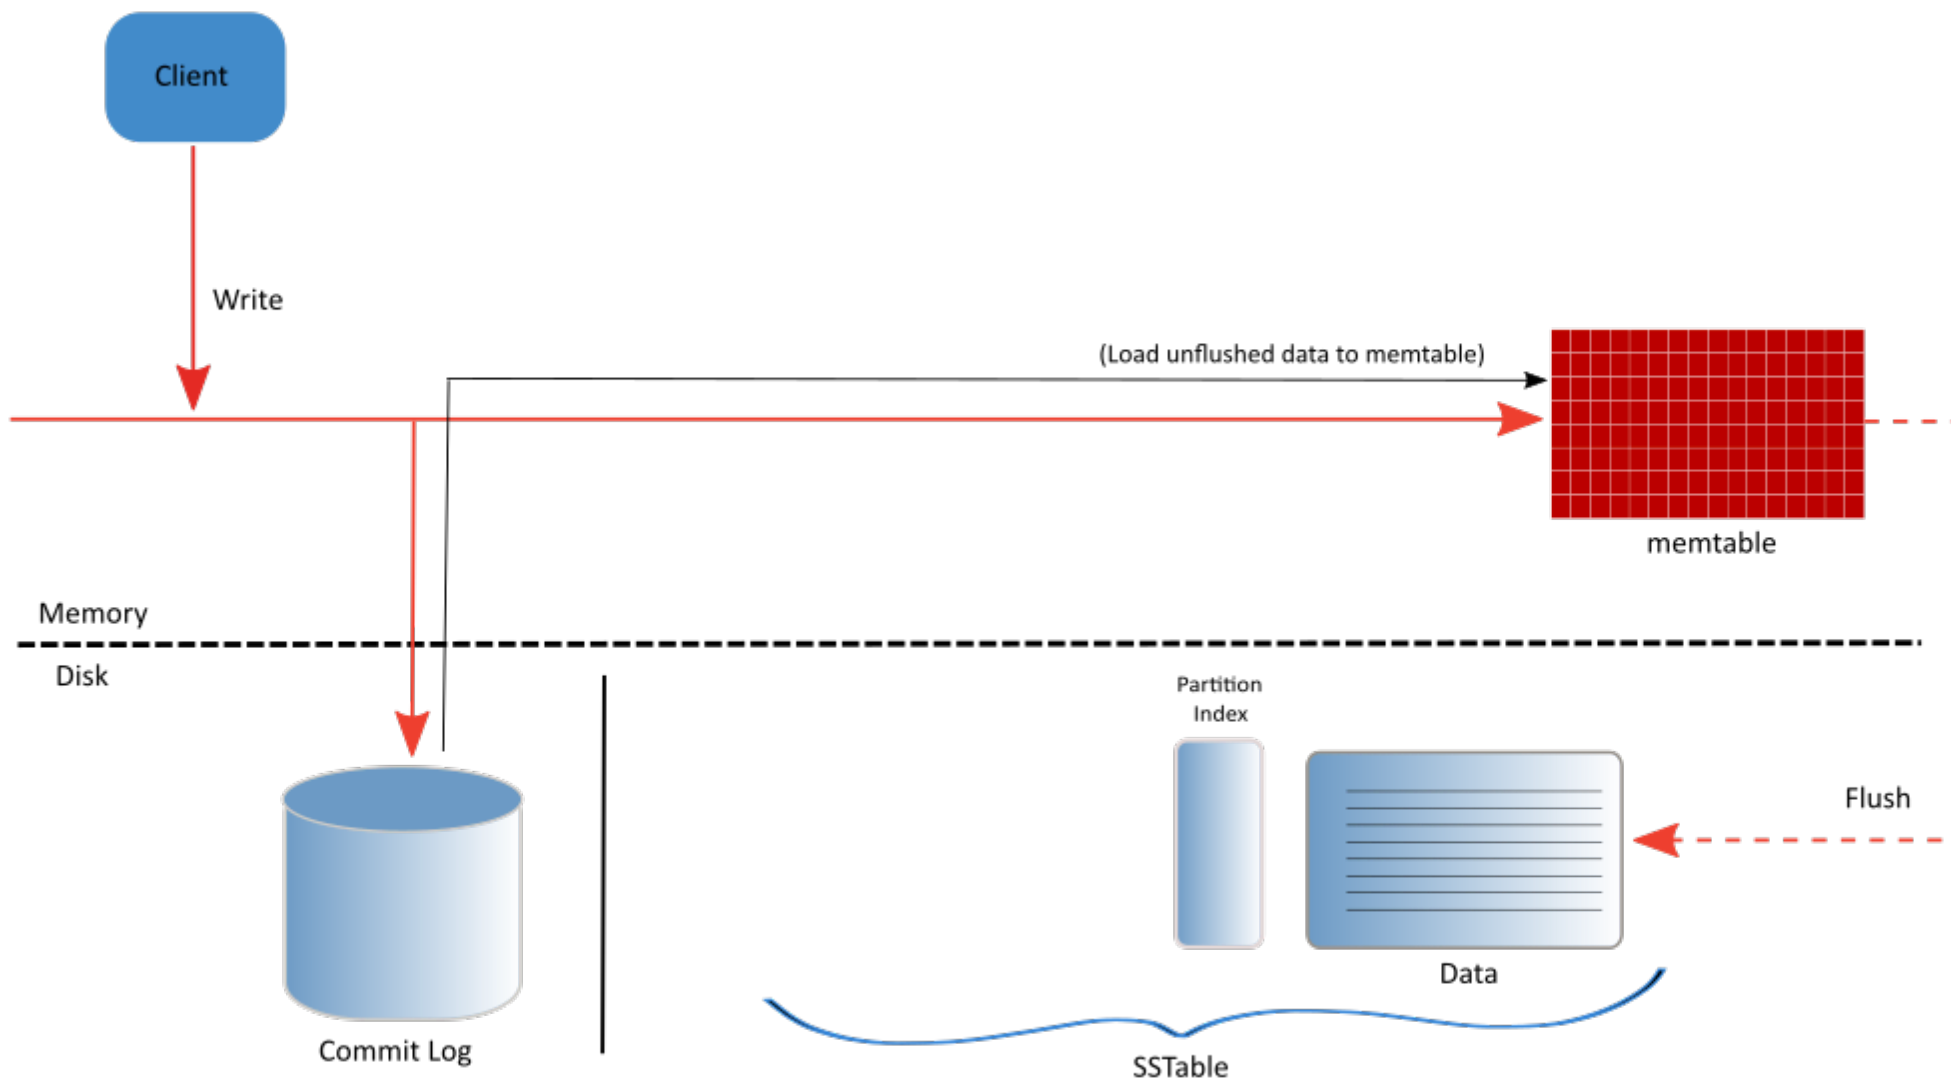 Client
Write
(Load unflushed data to memtable)
memtable
Memory
Disk
Partition
Index
Flush
Data
Commit Log
SSTable